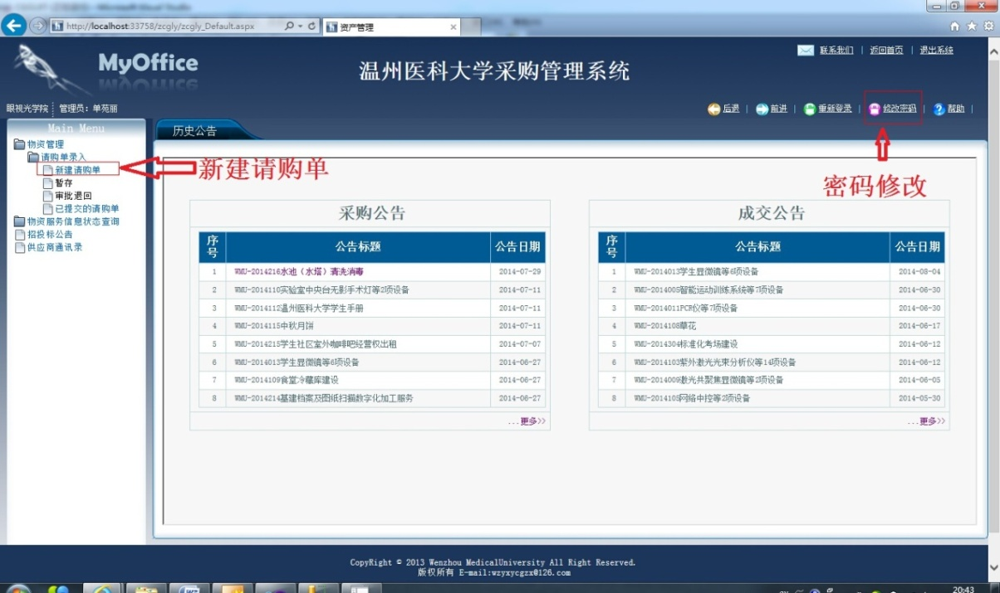 http://localhost:33758/zcgly/zcgly_Default.aspx
资产管理
MyOffice
温州医科大学采购管理系统
联系我们 | 返回首页 | 退出系统
眼视光学院 管理员：单苑丽
后退 | 前进 | 重新登录 | 修改密码 | 帮助 |
Main Menu
历史公告
物资管理
请购单录入
新建请购单
暂存
审批退回
已提交的请购单
物资服务信息状态查询
招投标公告
供应商通讯录
新建请购单
密码修改
采购公告
序号 公告标题 公告日期
1 WMU-2014216水池（水塔）清洗消毒 2014-07-29
2 WMU-2014110实验室中央台无影手术灯等2项设备 2014-07-11
3 WMU-2014112温州医科大学学生手册 2014-07-11
4 WMU-2014115中秋月饼 2014-07-11
5 WMU-2014215学生社区室外咖啡吧经营权出租 2014-07-07
6 WMU-2014013学生显微镜等6项设备 2014-06-27
7 WMU-2014109食堂冷藏库建设 2014-06-27
8 WMU-2014214基建档案及图纸扫描数字化加工服务 2014-06-27
...更多>>
成交公告
序号 公告标题 公告日期
1 WMU-2014013学生显微镜等6项设备 2014-08-04
2 WMU-2014005智能运动训练系统等7项设备 2014-06-30
3 WMU-2014011PCR仪等7项设备 2014-06-30
4 WMU-2014108草花 2014-06-17
5 WMU-2014304标准化考场建设 2014-06-12
6 WMU-2014103紫外激光光束分析仪等14项设备 2014-06-12
7 WMU-2014009激光共聚焦显微镜等2项设备 2014-06-05
8 WMU-2014105网络中控等2项设备 2014-05-30
...更多>>
CopyRight © 2013 Wenzhou MedicalUniversity All Right Reserved.
版权所有 E-mail:wzyxycgzx@126.com
20:43